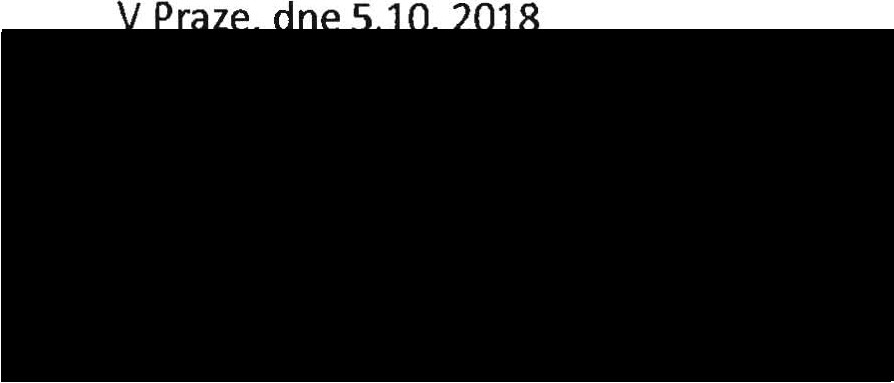 V Praze, dne 5.10. 2018